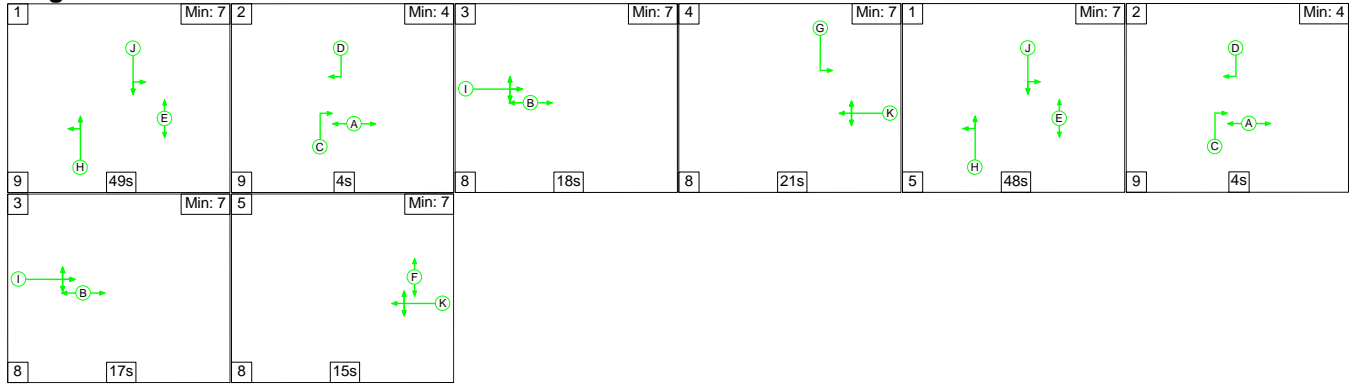 1 Min: 7 J E H 9 49s
2 Min: 4 D A C 9 4s
3 Min: 7 I B 8 18s
4 Min: 7 G K 8 21s
1 Min: 7 J E H 5 48s
2 Min: 4 D A C 9 4s
3 Min: 7 I B 8 17s
5 Min: 7 F K 8 15s